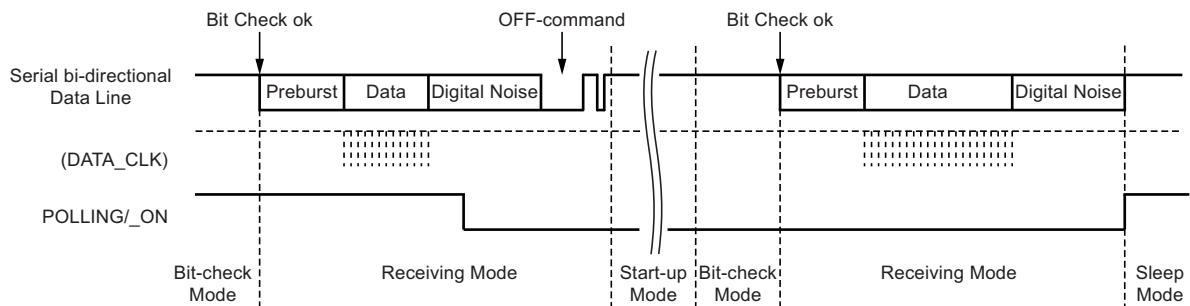 Bit Check ok
OFF-command
Bit Check ok
Serial bi-directional
Data Line
Preburst
Data
Digital Noise
Preburst
Data
Digital Noise
(DATA_CLK)
POLLING/_ON
Bit-check
Mode
Receiving Mode
Start-up
Mode
Bit-check
Mode
Receiving Mode
Sleep
Mode